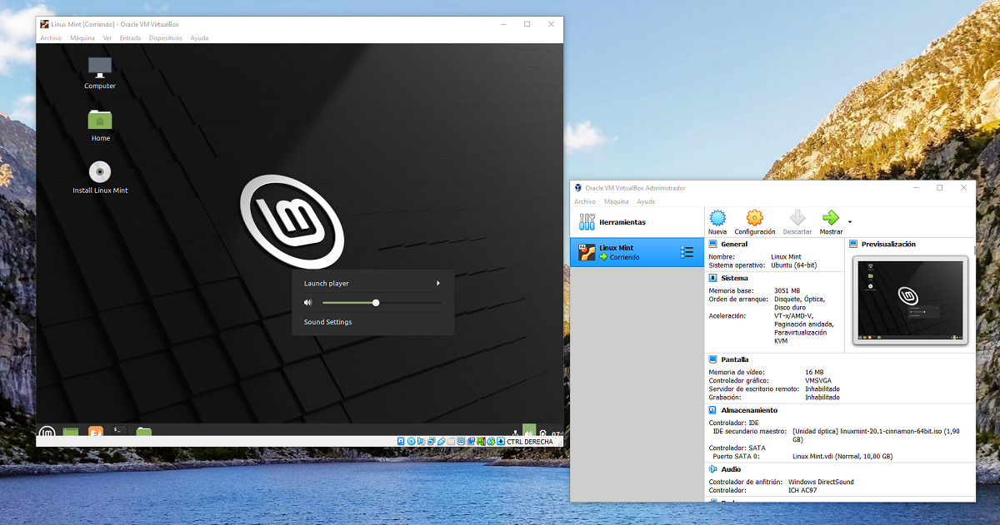 Linux Mint [Corriendo] - Oracle VM VirtualBox
Archivo Máquina Ver Entrada Dispositivos Ayuda
Computer
Home
Install Linux Mint
lm
Launch player
Sound Settings
CTRL DERECHA
Oracle VM VirtualBox Administrador
Archivo Máquina Ayuda
Herramientas
Linux Mint
Corriendo
Nueva Configuración Descartar Mostrar
General
Nombre: Linux Mint
Sistema operativo: Ubuntu (64-bit)
Previsualización
Sistema
Memoria base: 3051 MB
Orden de arranque: Disquete, Óptica,
Disco duro
Aceleración: VT-x/AMD-V,
Paginación anidada,
Paravirtualización
KVM
Pantalla
Memoria de vídeo: 16 MB
Controlador gráfico: VMSVGA
Servidor de escritorio remoto: Inhabilitado
Grabación: Inhabilitado
Almacenamiento
Controlador: IDE
IDE secundario maestro: [Unidad óptica] linuxmint-20.1-cinnamon-64bit.iso (1,90
GB)
Controlador: SATA
Puerto SATA 0: Linux Mint.vdi (Normal, 10,00 GB)
Audio
Controlador de anfitrión: Windows DirectSound
Controlador: ICH AC97